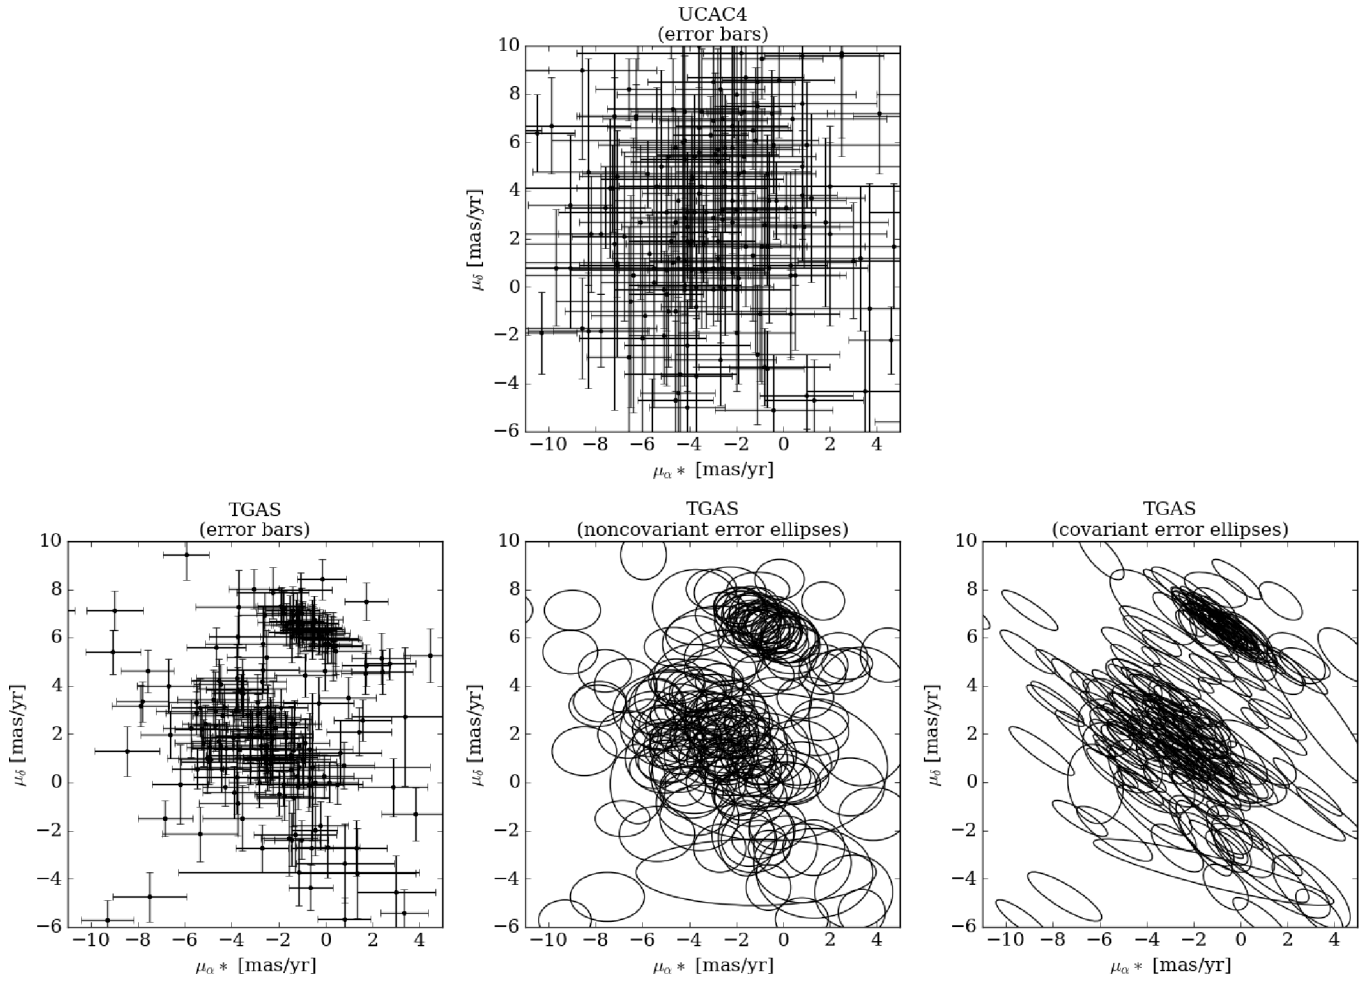 UCAC4
(error bars)
10
8
6
4
2
0
−2
−4
−6
μδ [mas/yr]
−10 −8 −6 −4 −2 0 2 4
μα∗ [mas/yr]
TGAS
(error bars)
10
8
6
4
2
0
−2
−4
−6
μδ [mas/yr]
−10 −8 −6 −4 −2 0 2 4
μα∗ [mas/yr]
TGAS
(noncovariant error ellipses)
10
8
6
4
2
0
−2
−4
−6
μδ [mas/yr]
−10 −8 −6 −4 −2 0 2 4
μα∗ [mas/yr]
TGAS
(covariant error ellipses)
10
8
6
4
2
0
−2
−4
−6
μδ [mas/yr]
−10 −8 −6 −4 −2 0 2 4
μα∗ [mas/yr]